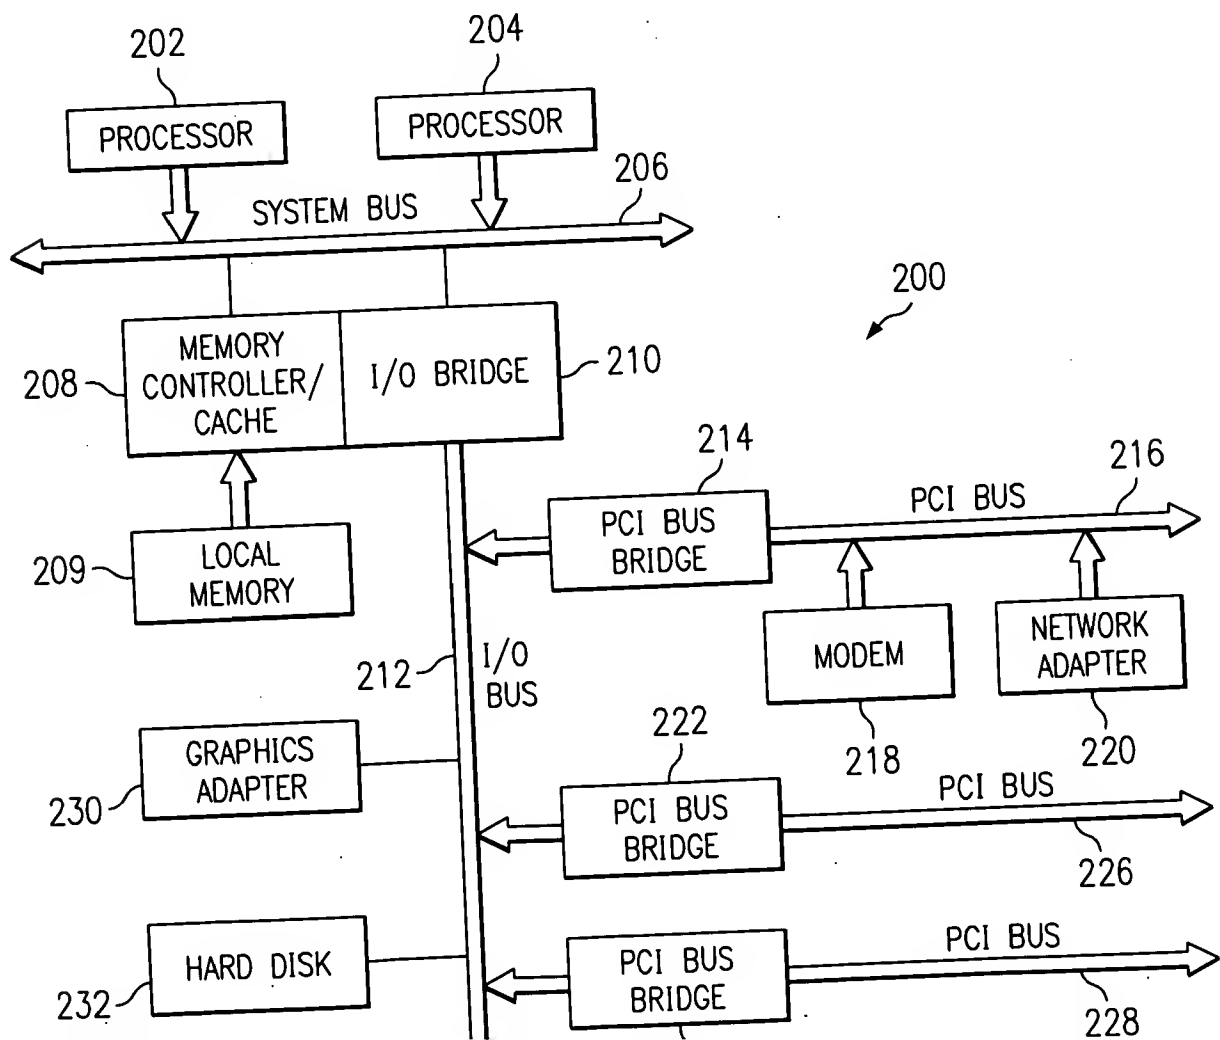 202
204
PROCESSOR
PROCESSOR
206
SYSTEM BUS
200
MEMORY
CONTROLLER/
CACHE
I/O BRIDGE
208
210
214
216
PCI BUS
PCI BUS
BRIDGE
LOCAL
MEMORY
209
MODEM
NETWORK
ADAPTER
212
I/O
BUS
218
220
222
GRAPHICS
ADAPTER
230
PCI BUS
BRIDGE
PCI BUS
226
HARD DISK
232
PCI BUS
BRIDGE
PCI BUS
228